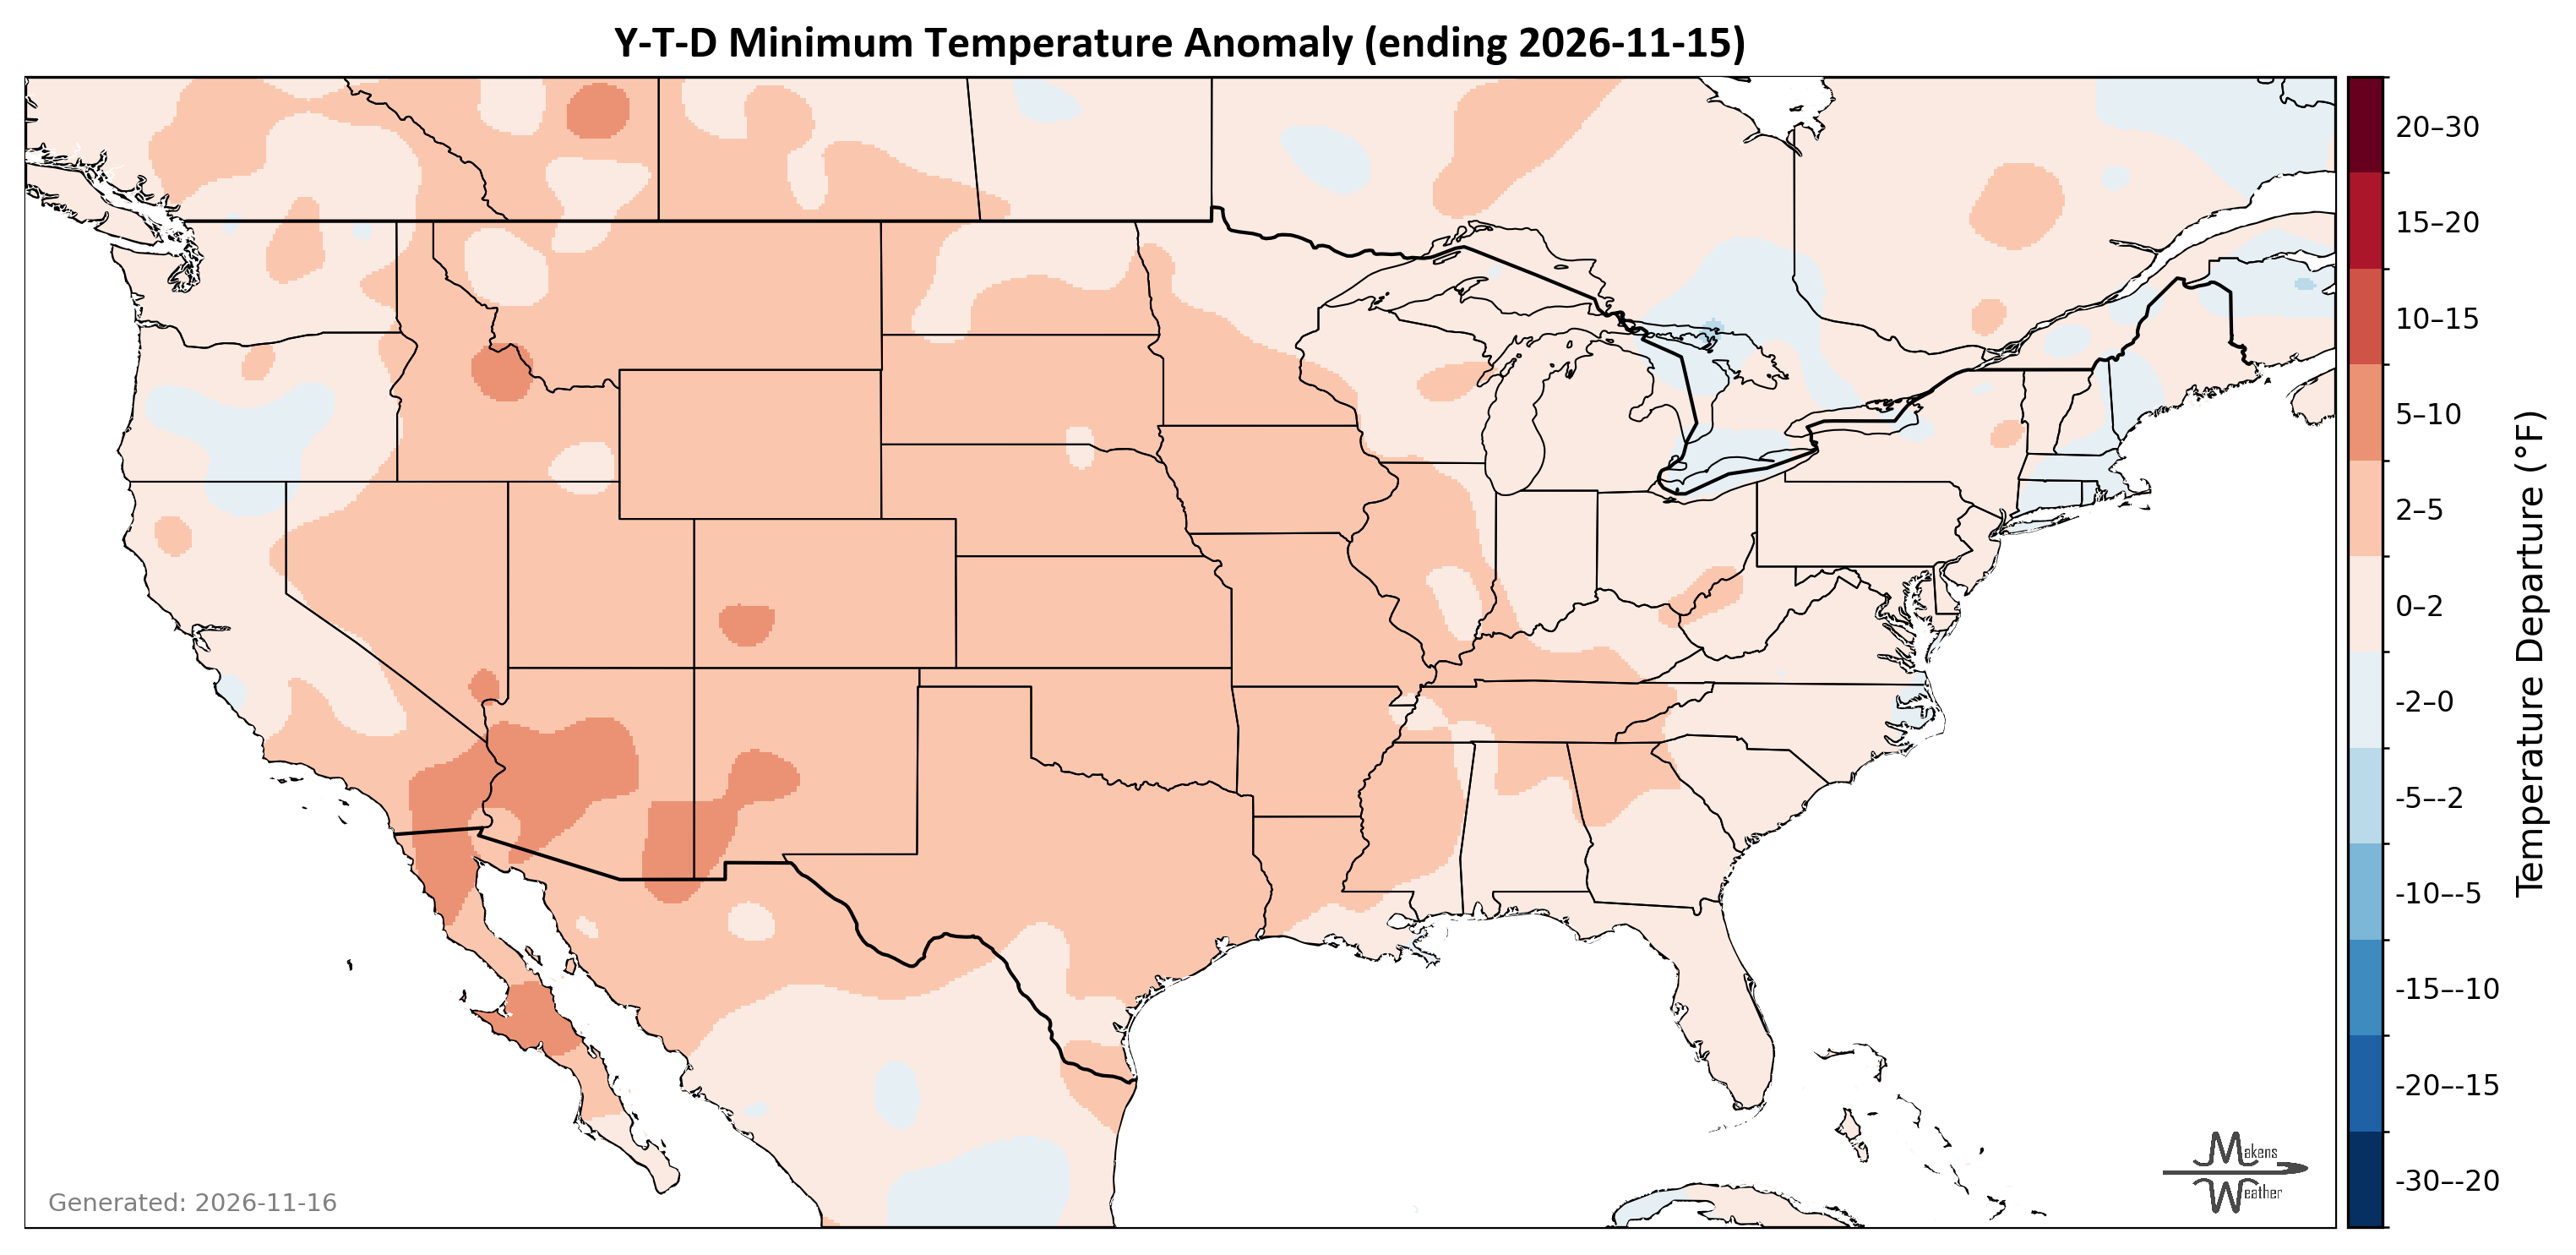 Y-T-D Minimum Temperature Anomaly (ending 2026-11-15)
20–30
15–20
10–15
5–10
2–5
0–2
-2–0
-5–-2
-10–-5
-15–-10
-20–-15
-30–-20
Temperature Departure (°F)
Generated: 2026-11-16
Makens
Weather